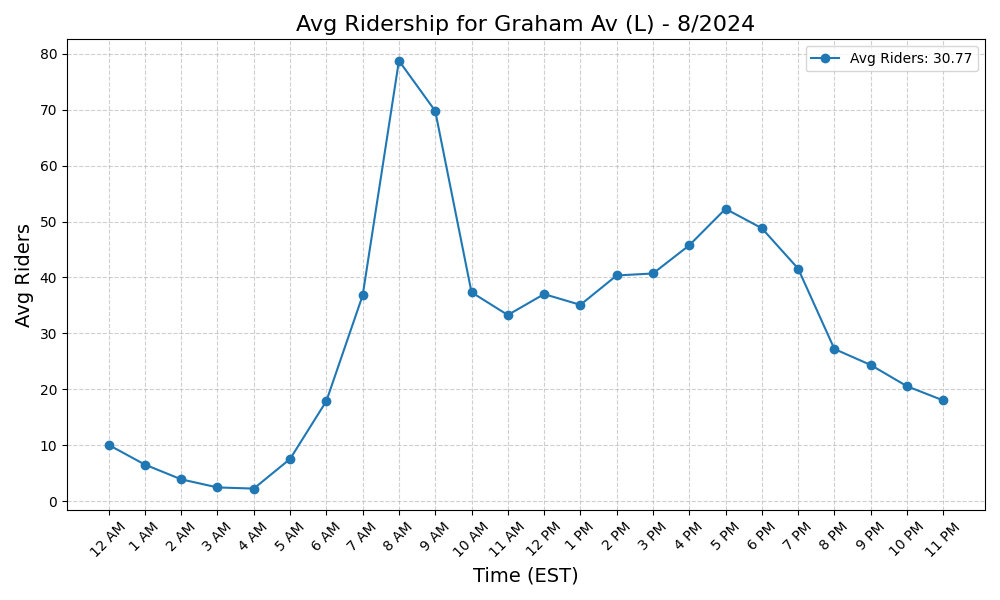 Avg Ridership for Graham Av (L) - 8/2024
Avg Riders: 30.77
Avg Riders
80
70
60
50
40
30
20
10
0
12 AM
1 AM
2 AM
3 AM
4 AM
5 AM
6 AM
7 AM
8 AM
9 AM
10 AM
11 AM
12 PM
1 PM
2 PM
3 PM
4 PM
5 PM
6 PM
7 PM
8 PM
9 PM
10 PM
11 PM
Time (EST)